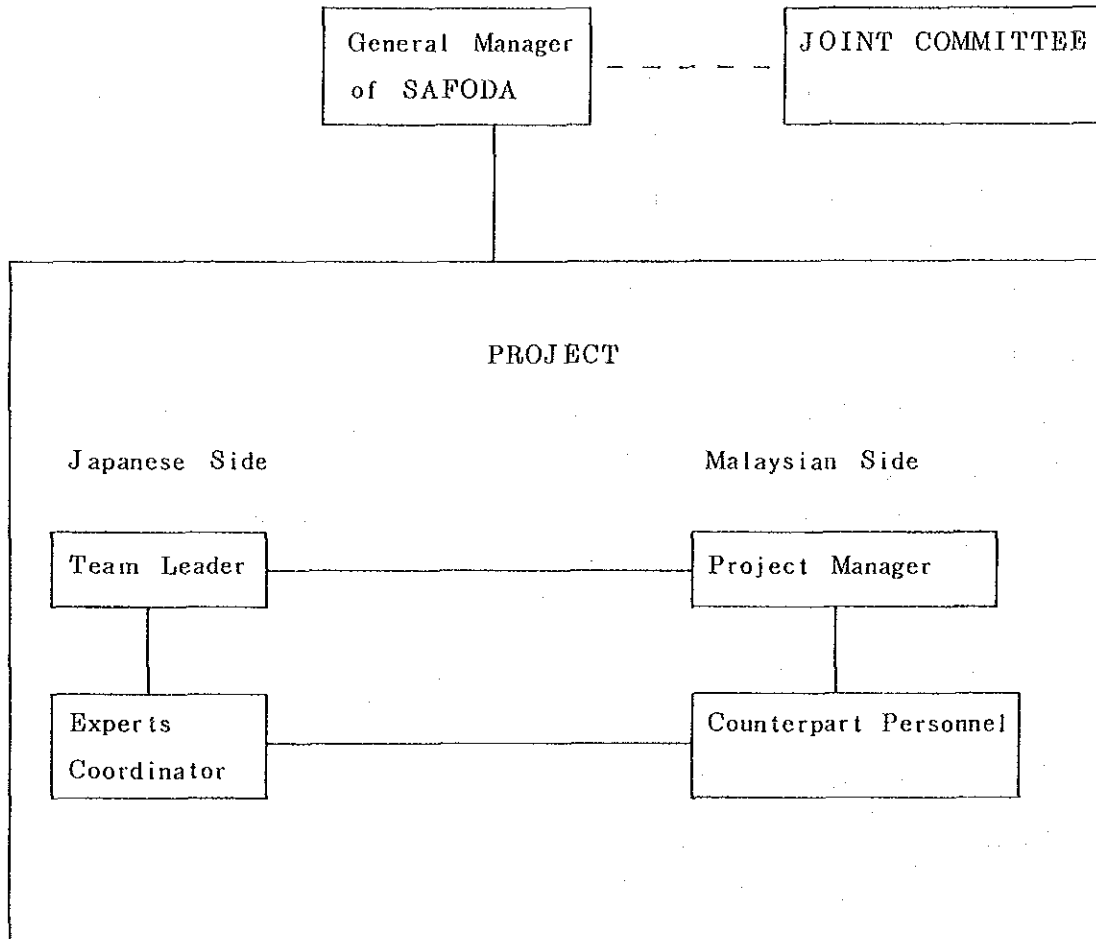 General Manager
of SAFODA
JOINT COMMITTEE
PROJECT
Japanese Side
Malaysian Side
Team Leader
Project Manager
Experts
Coordinator
Counterpart Personnel